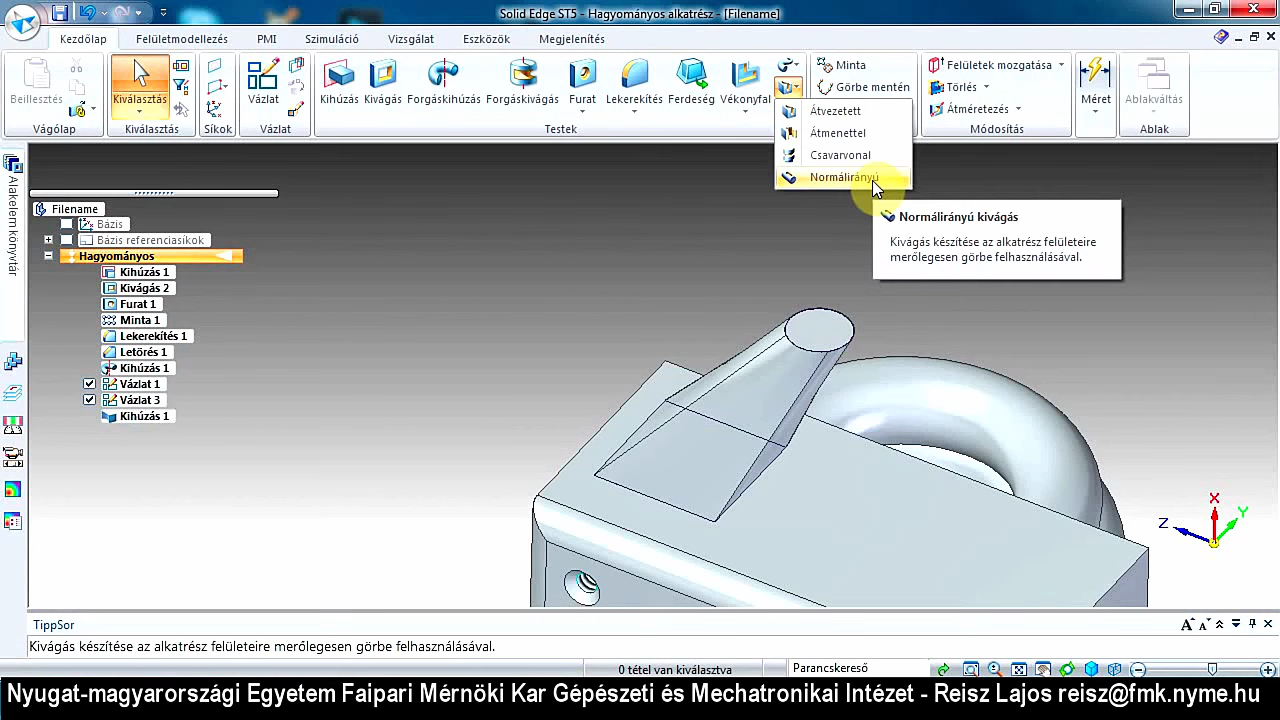 Solid Edge ST5 - Hagyományos alkatrész - [Filename]
Kezdőlap
Felületmodellezés
PMI
Szimuláció
Vizsgálat
Eszközök
Megjelenítés
Beillesztés
Kiválasztás
Vázlat
Kihúzás
Kivágás
Forgáskihúzás
Forgáskivágás
Furat
Lekerekítés
Ferdeség
Vékonyfal
Minta
Görbe mentén
Felületek mozgatása
Törlés
Átméretezés
Méret
Ablakváltás
Vágólap
Kiválasztás
Síkok
Vázlat
Testek
Módosítás
Ablak
Átvezetett
Átmenettel
Csavarvonal
Normálirányú
Normálirányú kivágás
Kivágás készítése az alkatrész felületeire
merőlegesen görbe felhasználásával.
Alakelem könyvtár
Filename
Bázis
Bázis referenciasíkok
Hagyományos
Kihúzás 1
Kivágás 2
Furat 1
Minta 1
Lekerekítés 1
Letörés 1
Kihúzás 1
Vázlat 1
Vázlat 3
Kihúzás 1
X
Y
Z
TippSor
Kivágás készítése az alkatrész felületeire merőlegesen görbe felhasználásával.
0 tétel van kiválasztva
Parancskereső
Nyugat-magyarországi Egyetem Faipari Mérnöki Kar Gépészeti és Mechatronikai Intézet - Reisz Lajos reisz@fmk.nyme.hu